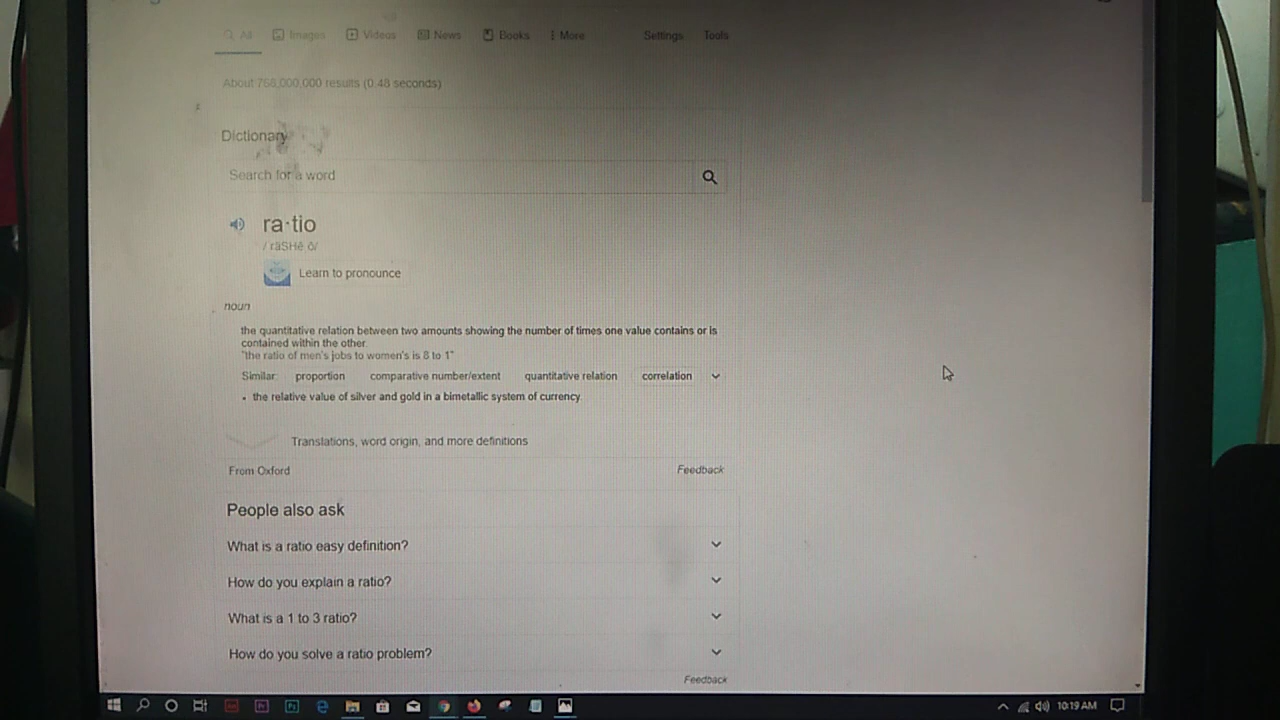 All Images Videos News Books More Settings Tools
About 768,000,000 results (0.48 seconds)
Dictionary
Search for a word
ra·tio
/ˈrāSHēˌō/
Learn to pronounce
noun
the quantitative relation between two amounts showing the number of times one value contains or is
contained within the other.
"the ratio of men's jobs to women's is 8 to 1"
Similar: proportion comparative number/extent quantitative relation correlation
• the relative value of silver and gold in a bimetallic system of currency.
Translations, word origin, and more definitions
From Oxford Feedback
People also ask
What is a ratio easy definition?
How do you explain a ratio?
What is a 1 to 3 ratio?
How do you solve a ratio problem?
Feedback
Pr Ps 10:19 AM